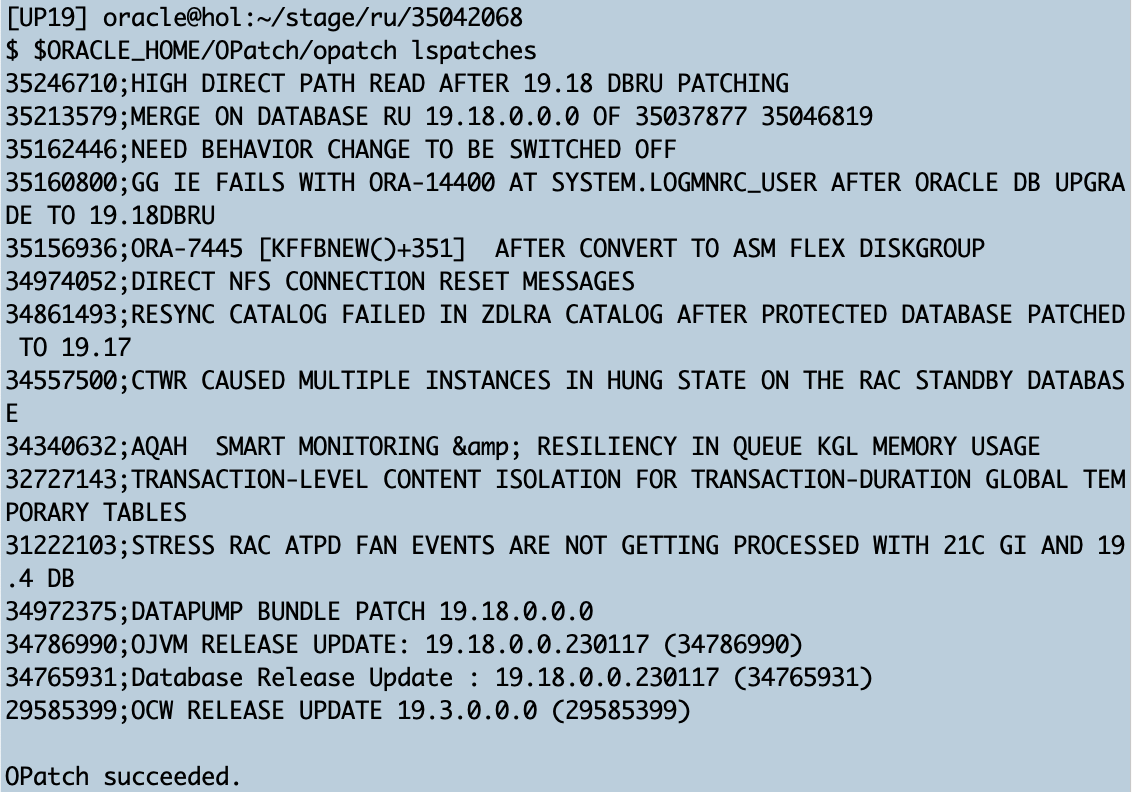 [UP19] oracle@hol:~/stage/ru/35042068
$ $ORACLE_HOME/OPatch/opatch lspatches
35246710;HIGH DIRECT PATH READ AFTER 19.18 DBRU PATCHING
35213579;MERGE ON DATABASE RU 19.18.0.0.0 OF 35037877 35046819
35162446;NEED BEHAVIOR CHANGE TO BE SWITCHED OFF
35160800;GG IE FAILS WITH ORA-14400 AT SYSTEM.LOGMNRC_USER AFTER ORACLE DB UPGRA
DE TO 19.18DBRU
35156936;ORA-7445 [KFFBNEW()+351]  AFTER CONVERT TO ASM FLEX DISKGROUP
34974052;DIRECT NFS CONNECTION RESET MESSAGES
34861493;RESYNC CATALOG FAILED IN ZDLRA CATALOG AFTER PROTECTED DATABASE PATCHED
 TO 19.17
34557500;CTWR CAUSED MULTIPLE INSTANCES IN HUNG STATE ON THE RAC STANDBY DATABAS
E
34340632;AQAH  SMART MONITORING &amp; RESILIENCY IN QUEUE KGL MEMORY USAGE
32727143;TRANSACTION-LEVEL CONTENT ISOLATION FOR TRANSACTION-DURATION GLOBAL TEM
PORARY TABLES
31222103;STRESS RAC ATPD FAN EVENTS ARE NOT GETTING PROCESSED WITH 21C GI AND 19
.4 DB
34972375;DATAPUMP BUNDLE PATCH 19.18.0.0.0
34786990;OJVM RELEASE UPDATE: 19.18.0.0.230117 (34786990)
34765931;Database Release Update : 19.18.0.0.230117 (34765931)
29585399;OCW RELEASE UPDATE 19.3.0.0.0 (29585399)

OPatch succeeded.